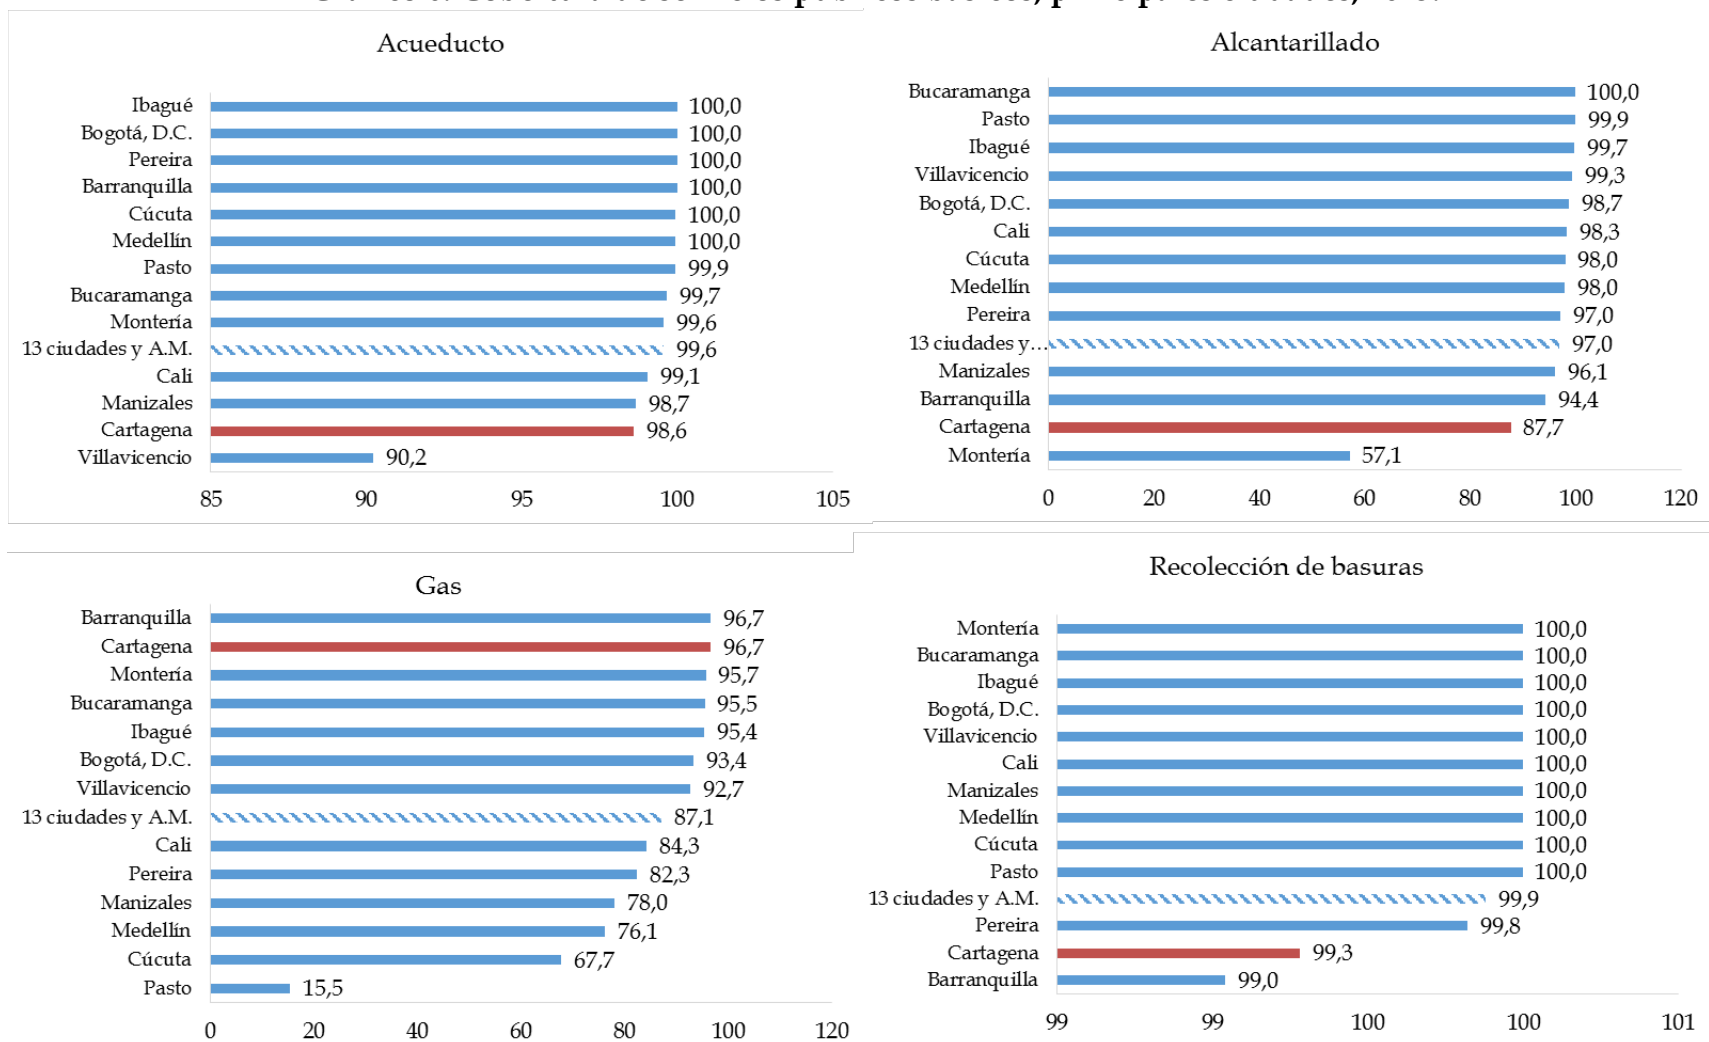 Acueducto
Ibagué 100,0
Bogotá, D.C. 100,0
Pereira 100,0
Barranquilla 100,0
Cúcuta 100,0
Medellín 100,0
Pasto 99,9
Bucaramanga 99,7
Montería 99,6
13 ciudades y A.M. 99,6
Cali 99,1
Manizales 98,7
Cartagena 98,6
Villavicencio 90,2
85 90 95 100 105
Alcantarillado
Bucaramanga 100,0
Pasto 99,9
Ibagué 99,7
Villavicencio 99,3
Bogotá, D.C. 98,7
Cali 98,3
Cúcuta 98,0
Medellín 98,0
Pereira 97,0
13 ciudades y... 97,0
Manizales 96,1
Barranquilla 94,4
Cartagena 87,7
Montería 57,1
0 20 40 60 80 100 120
Gas
Barranquilla 96,7
Cartagena 96,7
Montería 95,7
Bucaramanga 95,5
Ibagué 95,4
Bogotá, D.C. 93,4
Villavicencio 92,7
13 ciudades y A.M. 87,1
Cali 84,3
Pereira 82,3
Manizales 78,0
Medellín 76,1
Cúcuta 67,7
Pasto 15,5
0 20 40 60 80 100 120
Recolección de basuras
Montería 100,0
Bucaramanga 100,0
Ibagué 100,0
Bogotá, D.C. 100,0
Villavicencio 100,0
Cali 100,0
Manizales 100,0
Medellín 100,0
Cúcuta 100,0
Pasto 100,0
13 ciudades y A.M. 99,9
Pereira 99,8
Cartagena 99,3
Barranquilla 99,0
99 99 100 100 101